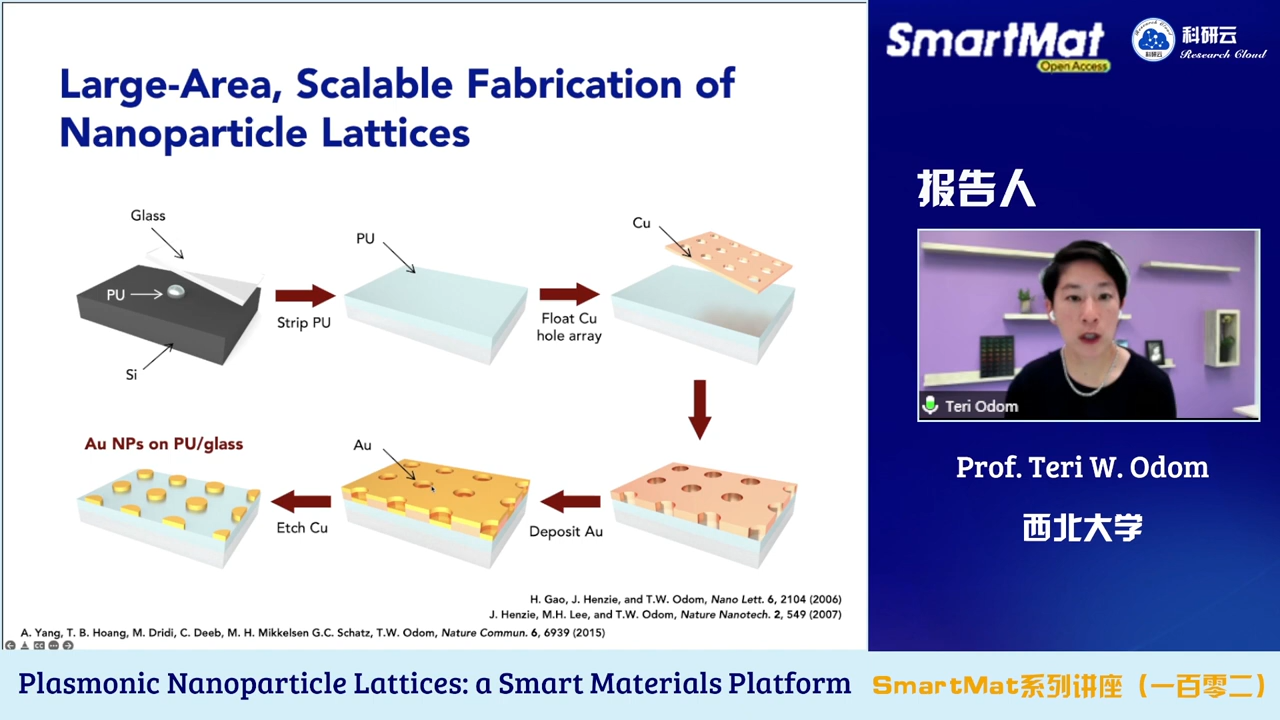 Large-Area, Scalable Fabrication of
Nanoparticle Lattices
Glass
PU
Si
Strip PU
PU
Float Cu
hole array
Cu
Au NPs on PU/glass
Etch Cu
Au
Deposit Au
H. Gao, J. Henzie, and T.W. Odom, Nano Lett. 6, 2104 (2006)
J. Henzie, M.H. Lee, and T.W. Odom, Nature Nanotech. 2, 549 (2007)
A. Yang, T. B. Hoang, M. Dridi, C. Deeb, M. H. Mikkelsen G.C. Schatz, T.W. Odom, Nature Commun. 6, 6939 (2015)
SmartMat
Open Access
科研云
Research Cloud
报告人
Teri Odom
Prof. Teri W. Odom
西北大学
Plasmonic Nanoparticle Lattices: a Smart Materials Platform
SmartMat系列讲座（一百零二）